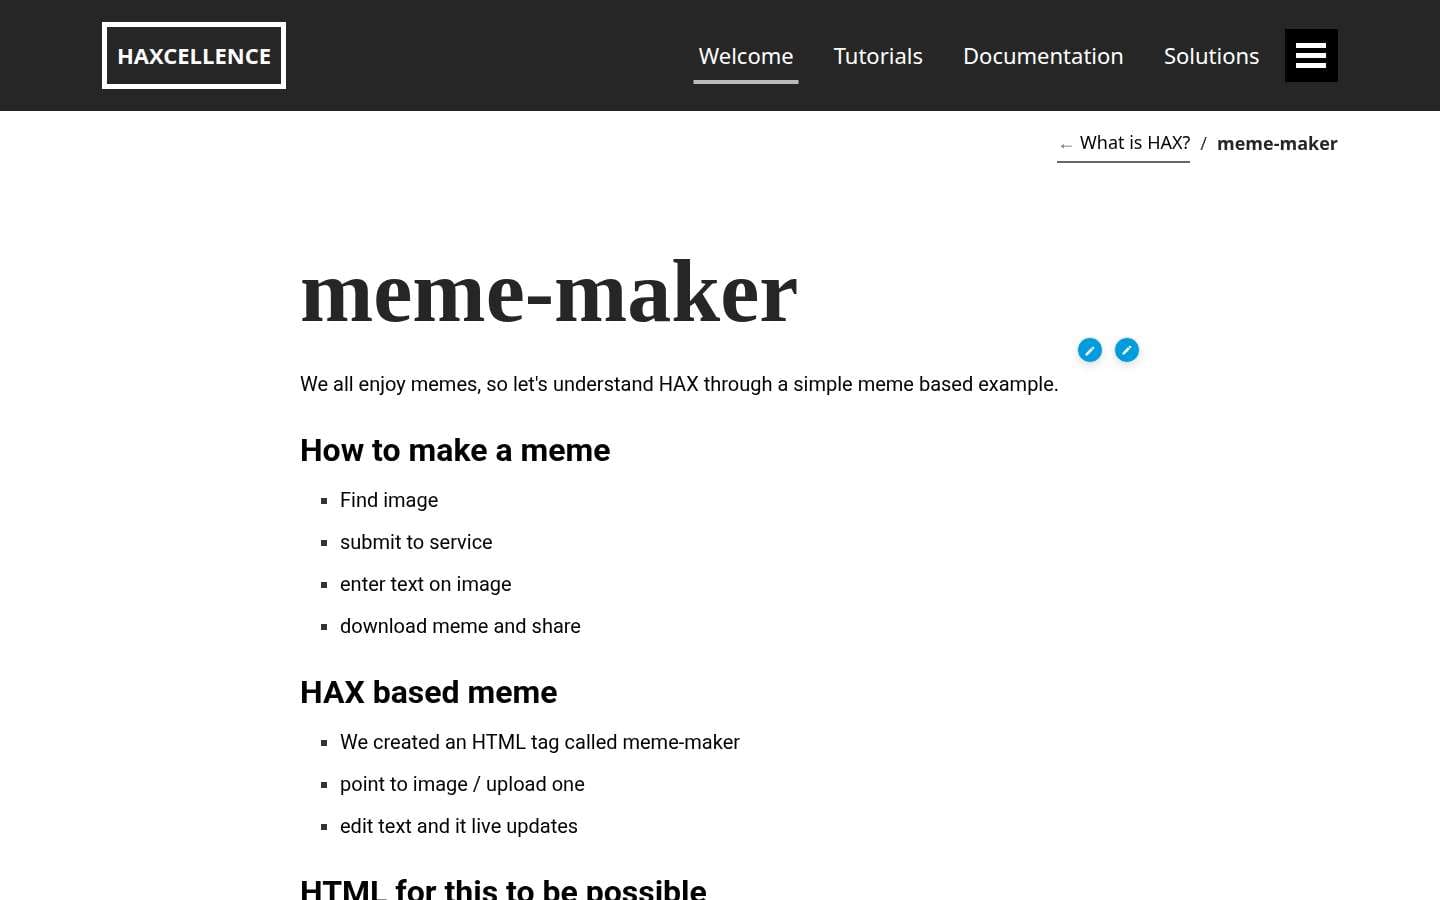 HAXCELLENCE
Welcome Tutorials Documentation Solutions
← What is HAX? / meme-maker
meme-maker
We all enjoy memes, so let's understand HAX through a simple meme based example.
How to make a meme
▪ Find image
▪ submit to service
▪ enter text on image
▪ download meme and share
HAX based meme
▪ We created an HTML tag called meme-maker
▪ point to image / upload one
▪ edit text and it live updates
HTML for this to be possible